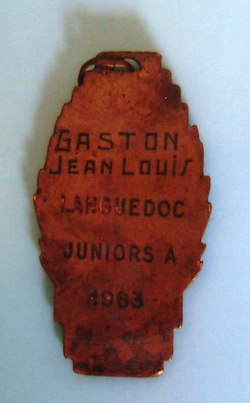 GASTON
JEAN LOUIS
LANGUEDOC
JUNIORS A
1963